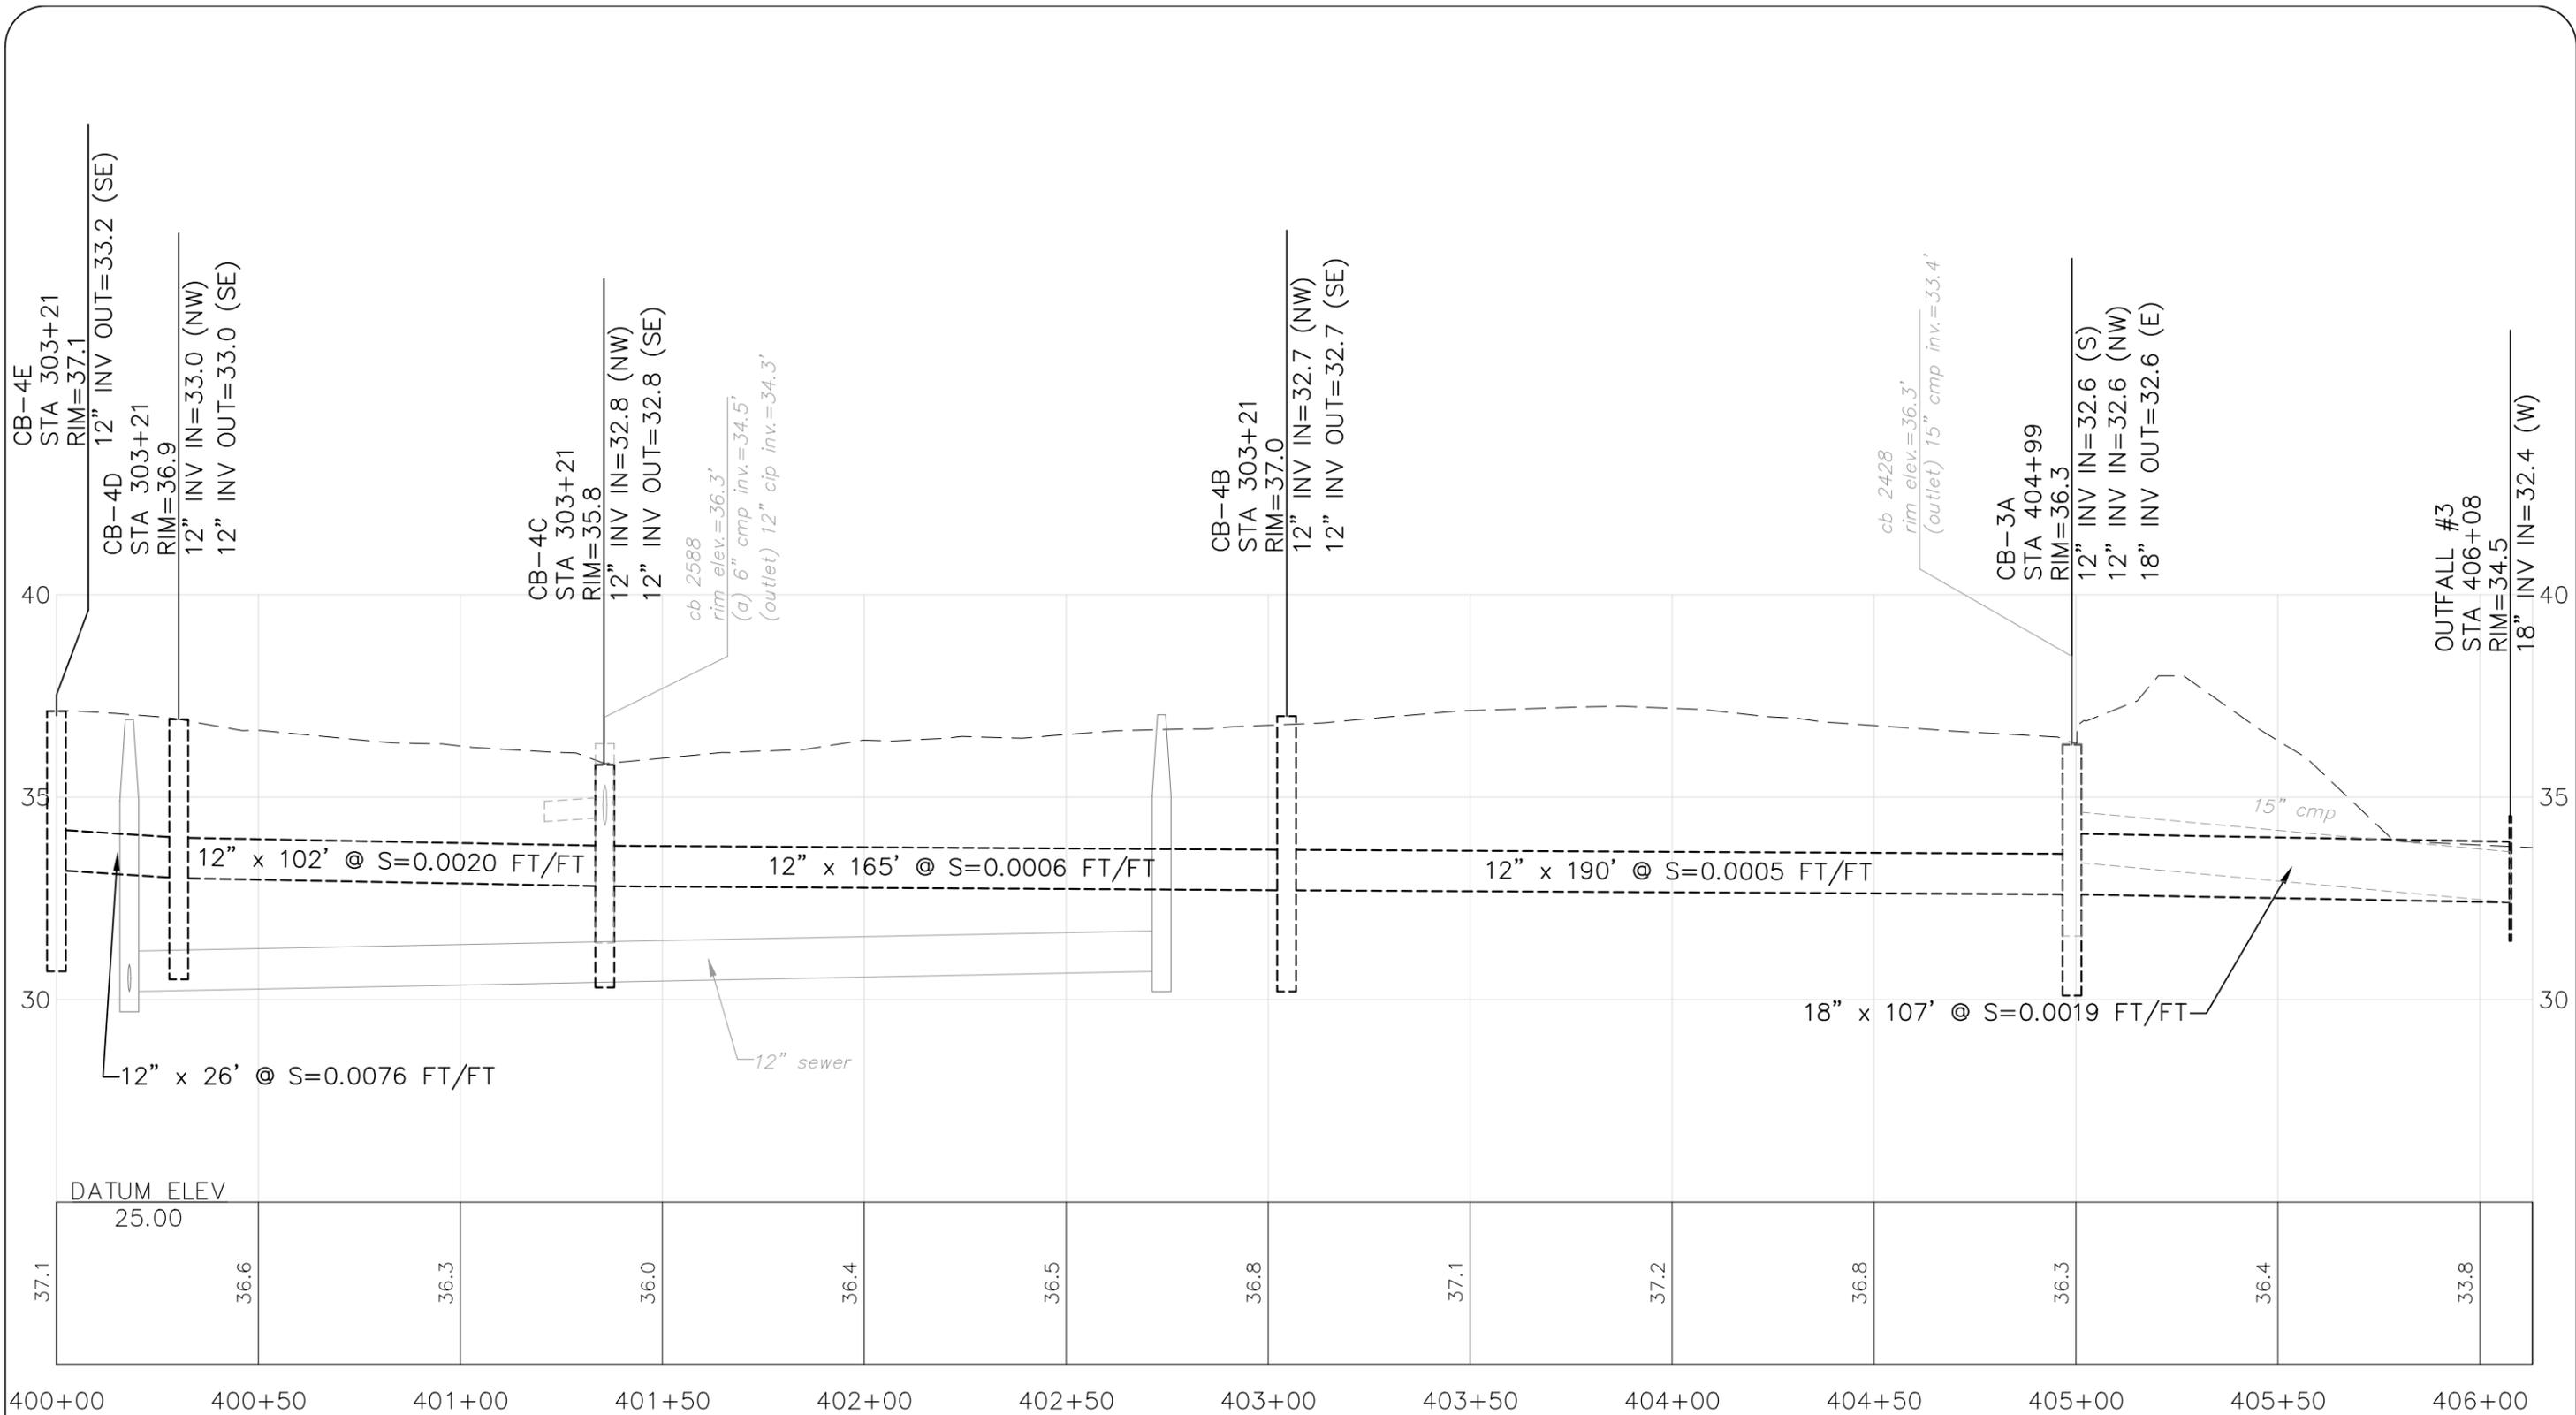 CB-4E
STA 303+21
RIM=37.1
12" INV OUT=33.2 (SE)
CB-4D
STA 303+21
RIM=36.9
12" INV IN=33.0 (NW)
12" INV OUT=33.0 (SE)
CB-4C
STA 303+21
RIM=35.8
12" INV IN=32.8 (NW)
12" INV OUT=32.8 (SE)
cb 2588
rim elev.=36.3'
(a) 6" cmp inv.=34.5'
(outlet) 12" cip inv.=34.3'
CB-4B
STA 303+21
RIM=37.0
12" INV IN=32.7 (NW)
12" INV OUT=32.7 (SE)
cb 2428
rim elev.=36.3'
(outlet) 15" cmp inv.=33.4'
CB-3A
STA 404+99
RIM=36.3
12" INV IN=32.6 (S)
12" INV IN=32.6 (NW)
18" INV OUT=32.6 (E)
OUTFALL #3
STA 406+08
RIM=34.5
18" INV IN=32.4 (W)
40
40
35
35
15" cmp
12" x 102' @ S=0.0020 FT/FT
12" x 165' @ S=0.0006 FT/FT
12" x 190' @ S=0.0005 FT/FT
30
30
18" x 107' @ S=0.0019 FT/FT
12" sewer
12" x 26' @ S=0.0076 FT/FT
DATUM ELEV
25.00
37.1
36.6
36.3
36.0
36.4
36.5
36.8
37.1
37.2
36.8
36.3
36.4
33.8
400+00
400+50
401+00
401+50
402+00
402+50
403+00
403+50
404+00
404+50
405+00
405+50
406+00